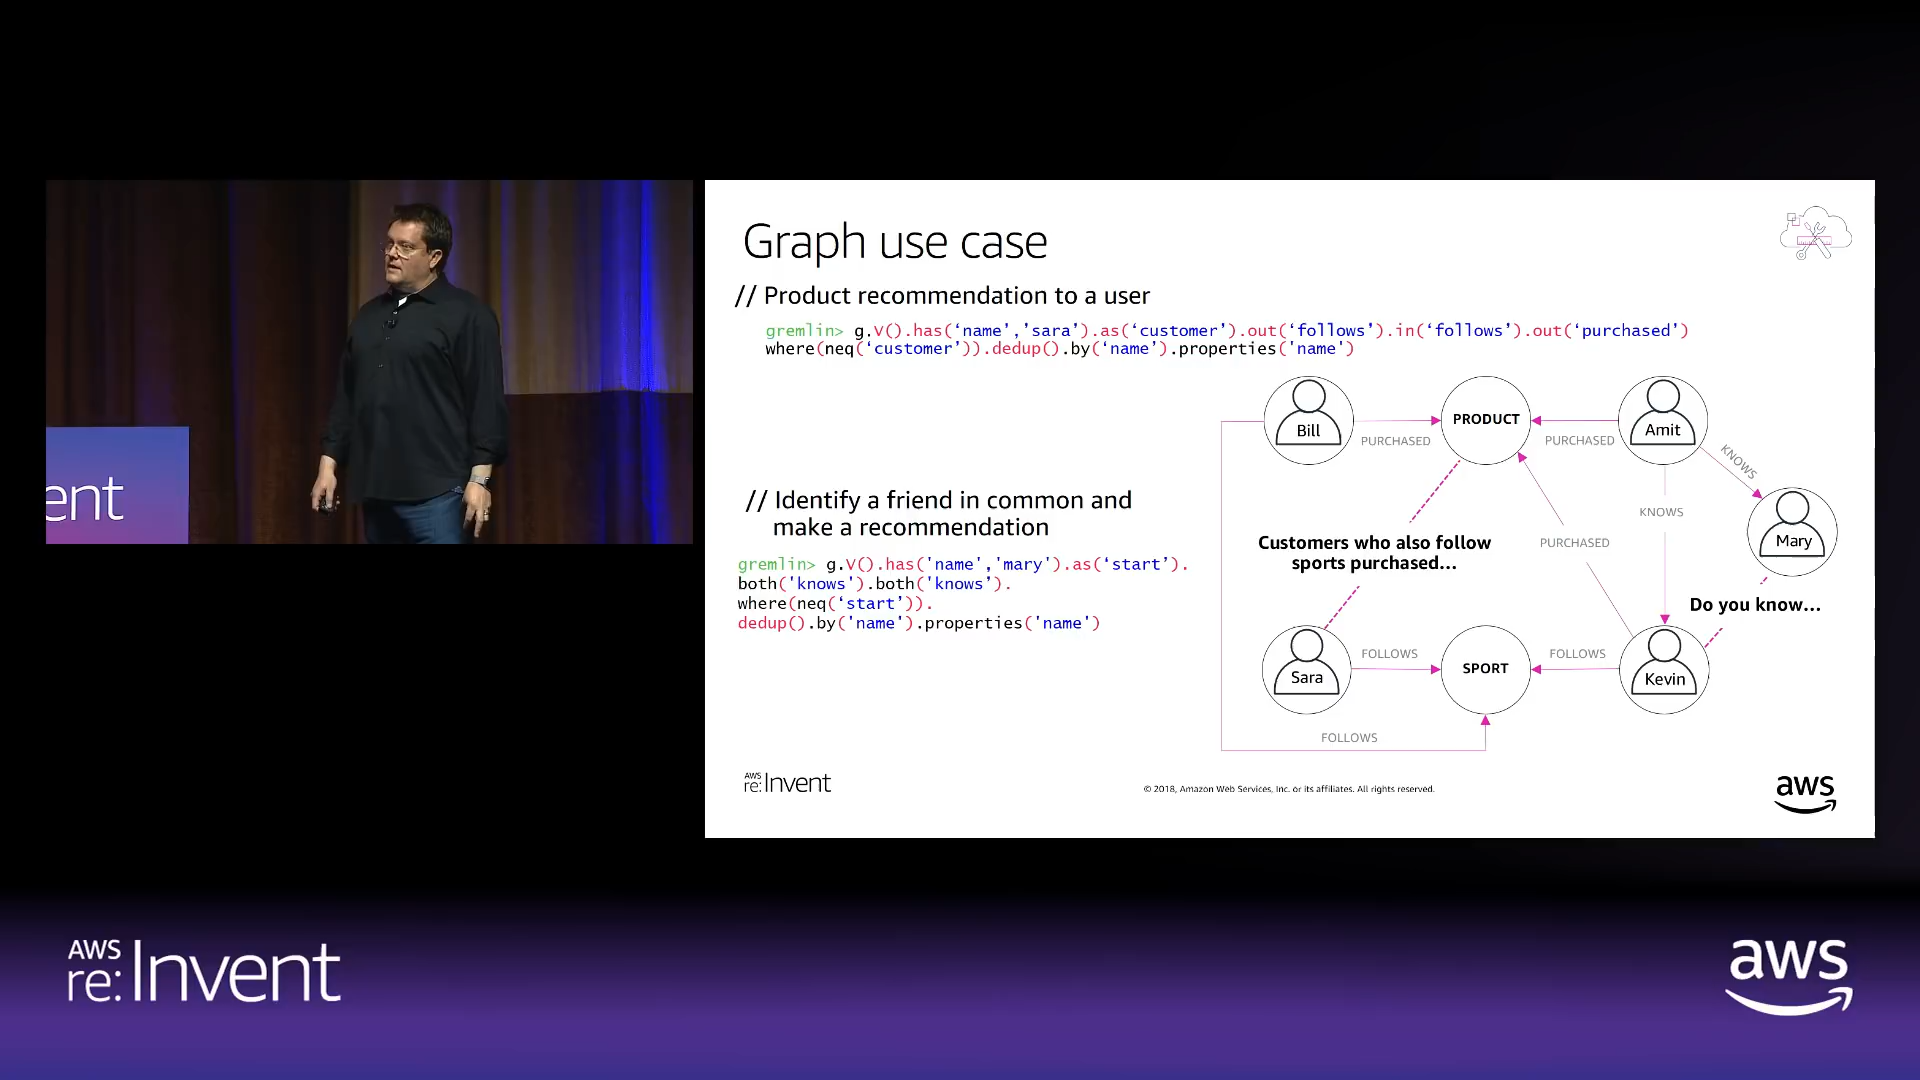 ent
Graph use case
// Product recommendation to a user
gremlin> g.V().has(‘name’,’sara’).as(‘customer’).out(‘follows’).in(‘follows’).out(‘purchased’)
where(neq(‘customer’)).dedup().by(‘name’).properties('name')
// Identify a friend in common and
make a recommendation
gremlin> g.V().has('name','mary').as(‘start’).
both('knows').both('knows’).
where(neq(‘start’)).
dedup().by('name').properties('name')
Bill
PURCHASED
PRODUCT
PURCHASED
Amit
KNOWS
KNOWS
Mary
PURCHASED
Customers who also follow
sports purchased...
Do you know...
Sara
FOLLOWS
SPORT
FOLLOWS
Kevin
FOLLOWS
AWS
re:Invent
© 2018, Amazon Web Services, Inc. or its affiliates. All rights reserved.
aws
AWS
re:Invent
aws